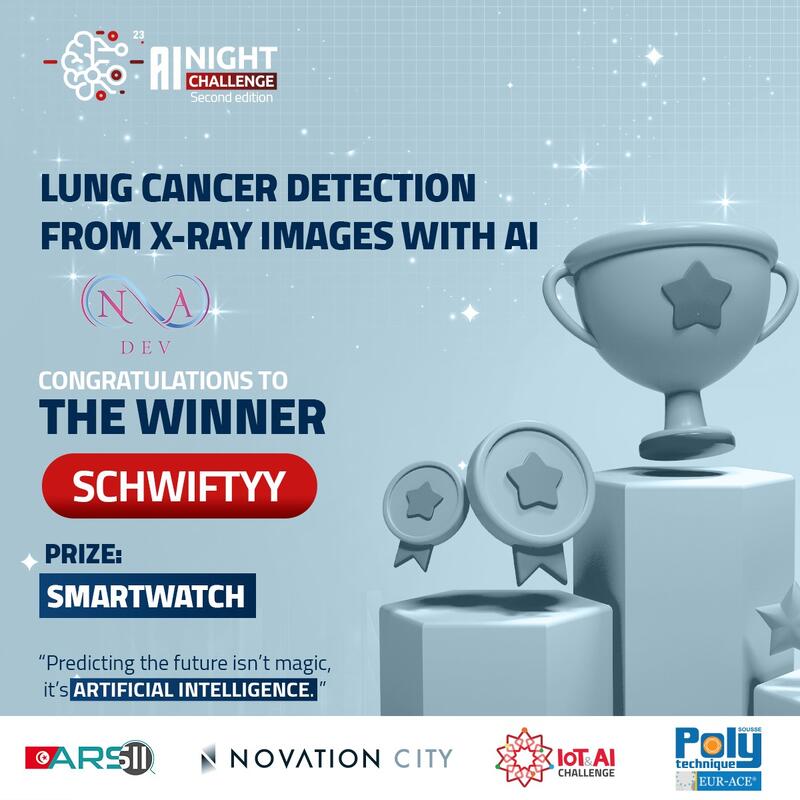 23
AI NIGHT
CHALLENGE
Second edition
LUNG CANCER DETECTION
FROM X-RAY IMAGES WITH AI
N A
DEV
CONGRATULATIONS TO
THE WINNER
SCHWIFTYY
PRIZE:
SMARTWATCH
“Predicting the future isn’t magic,
it’s ARTIFICIAL INTELLIGENCE.”
ARSII
NOVATION CITY
IoT&AI
CHALLENGE
SOUSSE
Poly
technique
EUR-ACE®